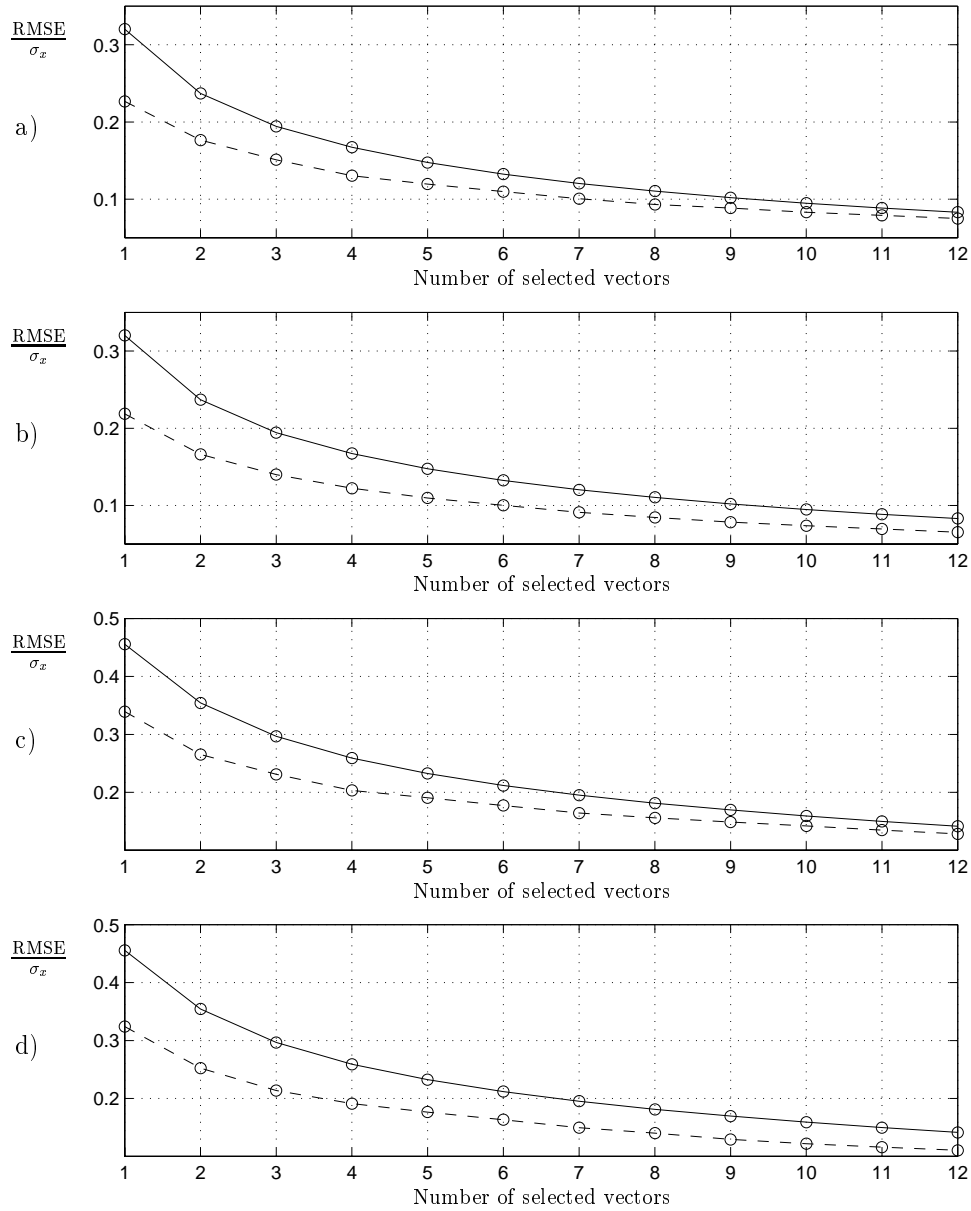 RMSE
σx
a)
0.3
0.2
0.1
1 2 3 4 5 6 7 8 9 10 11 12
Number of selected vectors
RMSE
σx
b)
0.3
0.2
0.1
1 2 3 4 5 6 7 8 9 10 11 12
Number of selected vectors
RMSE
σx
c)
0.5
0.4
0.3
0.2
1 2 3 4 5 6 7 8 9 10 11 12
Number of selected vectors
RMSE
σx
d)
0.5
0.4
0.3
0.2
1 2 3 4 5 6 7 8 9 10 11 12
Number of selected vectors